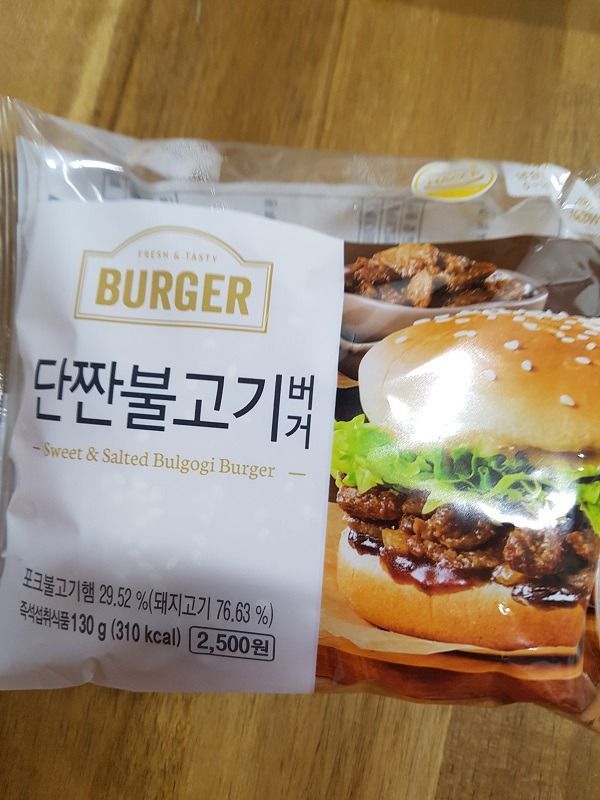 FRESH & TASTY
BURGER
단짠불고기버거
Sweet & Salted Bulgogi Burger
포크불고기햄 29.52 %(돼지고기 76.63 %)
즉석섭취식품 130 g (310 kcal) 2,500원